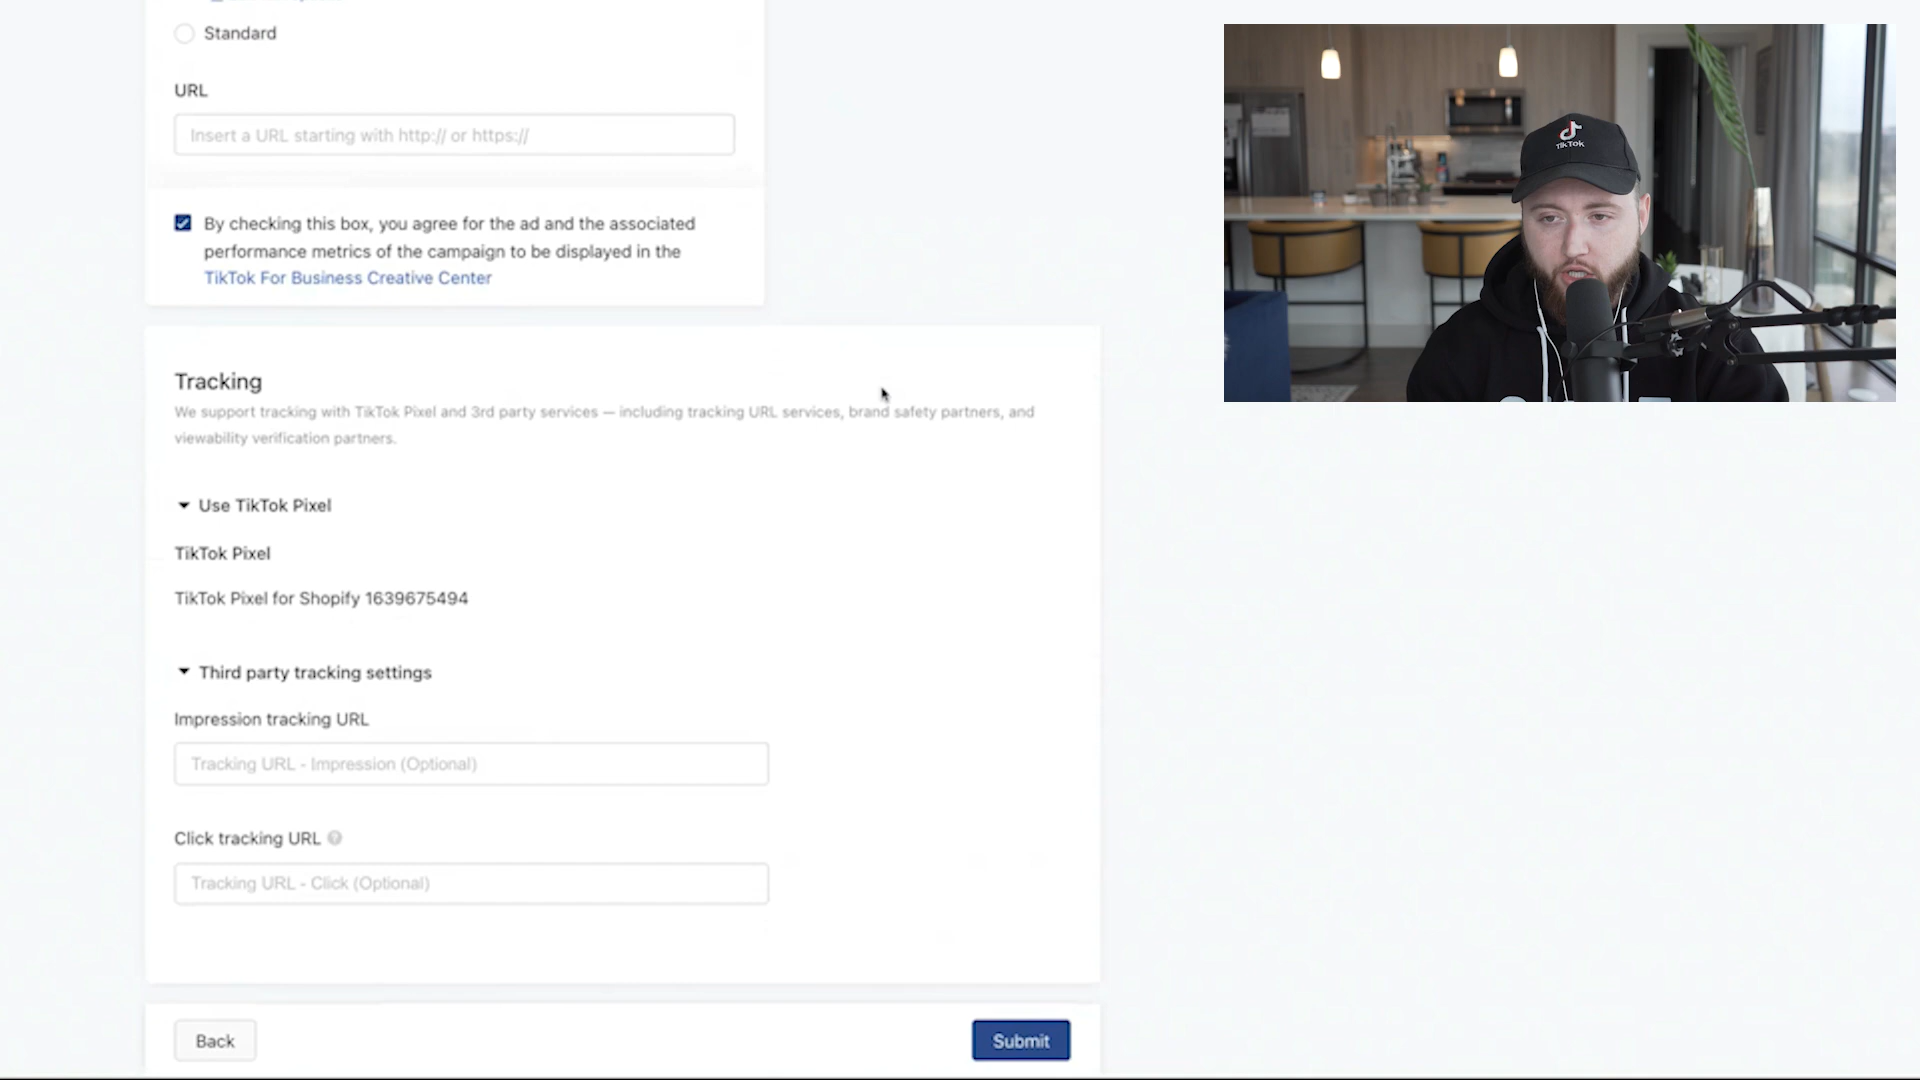 Standard
URL
Insert a URL starting with http:// or https://
By checking this box, you agree for the ad and the associated
performance metrics of the campaign to be displayed in the
TikTok For Business Creative Center
Tracking
We support tracking with TikTok Pixel and 3rd party services — including tracking URL services, brand safety partners, and
viewability verification partners.
Use TikTok Pixel
TikTok Pixel
TikTok Pixel for Shopify 1639675494
Third party tracking settings
Impression tracking URL
Tracking URL - Impression (Optional)
Click tracking URL
Tracking URL - Click (Optional)
Back
Submit
TikTok